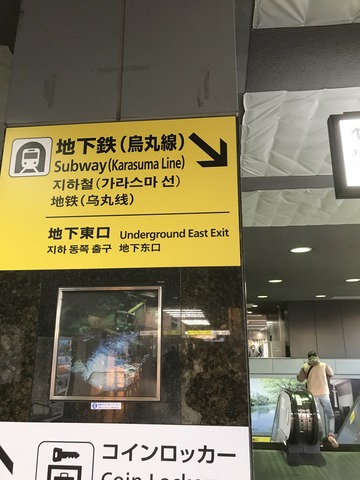 地下鉄(烏丸線)
Subway(Karasuma Line)
지하철(가라스마 선)
地铁(乌丸线)
地下東口 Underground East Exit
지하 동쪽 출구 地下东口
コインロッカー
Coin Lockers